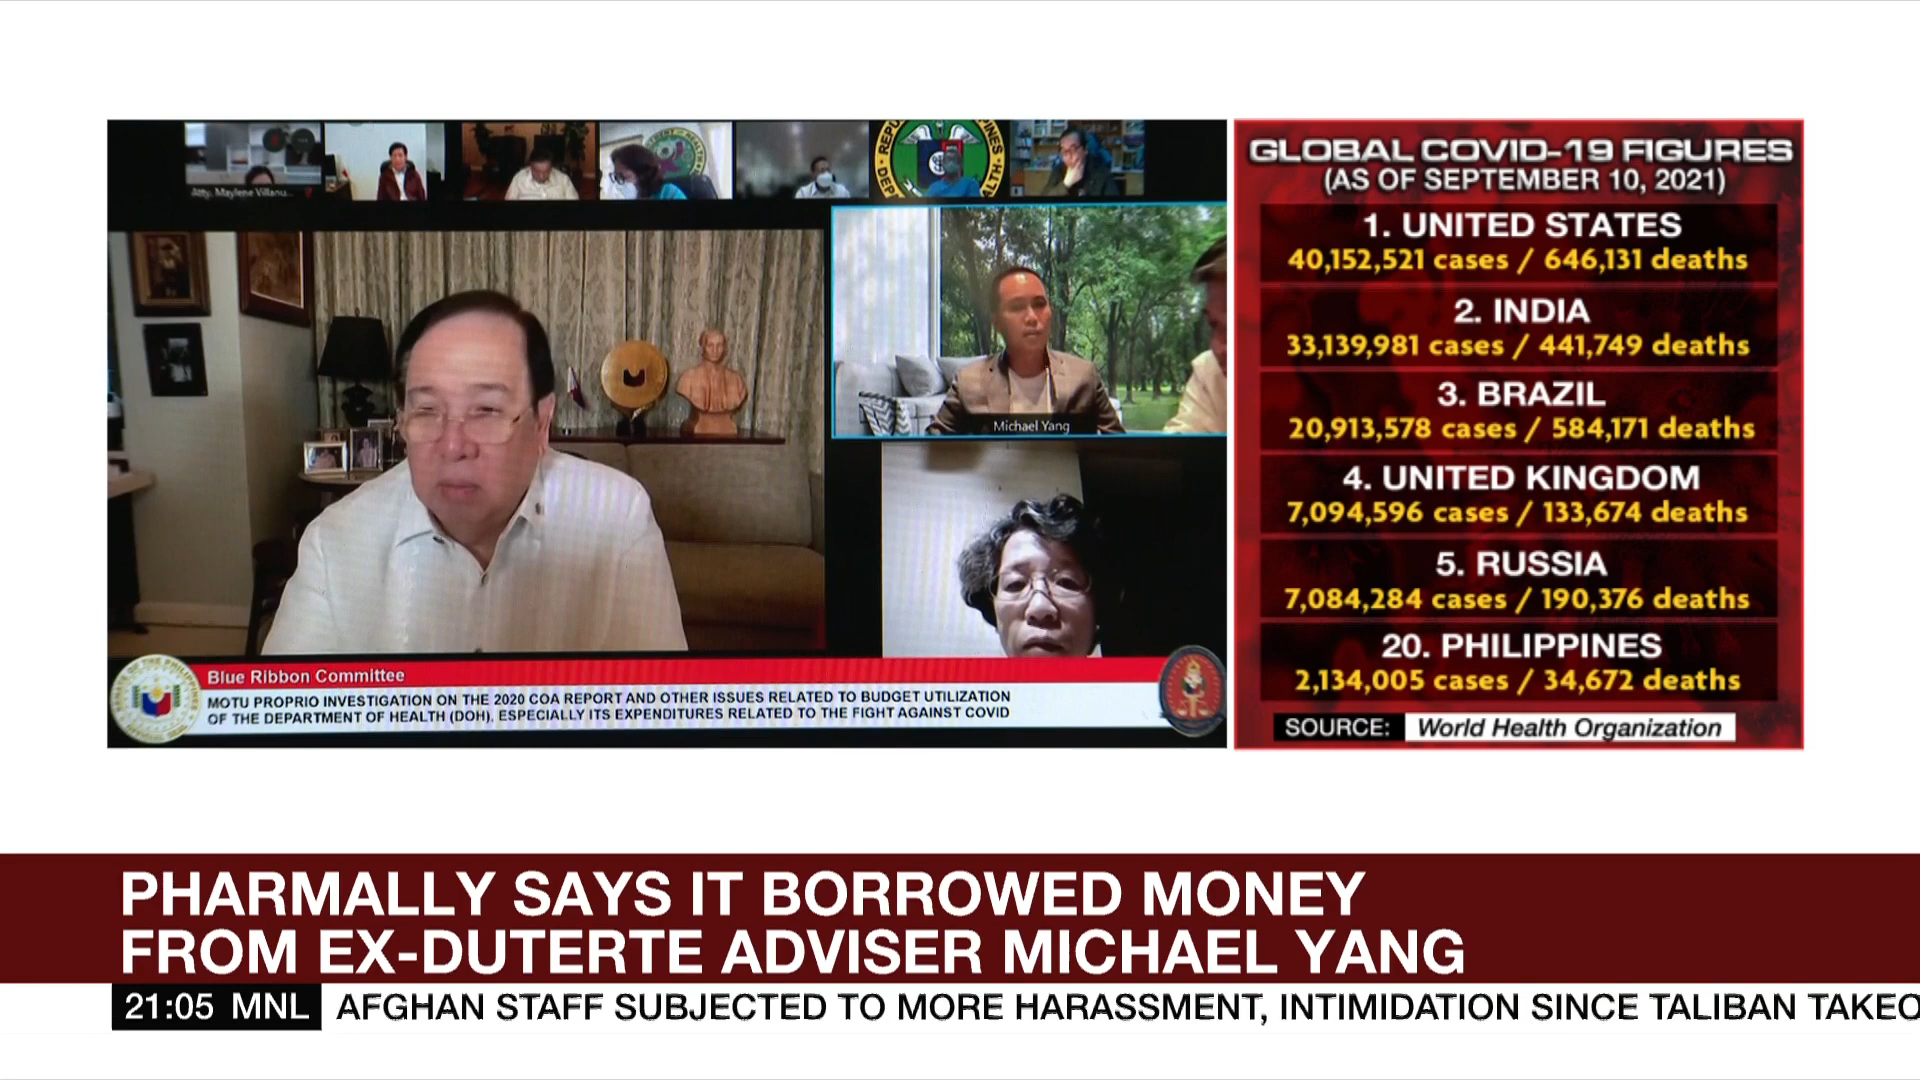 Atty. Maylene Villanu...
Michael Yang
Blue Ribbon Committee
MOTU PROPRIO INVESTIGATION ON THE 2020 COA REPORT AND OTHER ISSUES RELATED TO BUDGET UTILIZATION
OF THE DEPARTMENT OF HEALTH (DOH), ESPECIALLY ITS EXPENDITURES RELATED TO THE FIGHT AGAINST COVID
GLOBAL COVID-19 FIGURES
(AS OF SEPTEMBER 10, 2021)
1. UNITED STATES
40,152,521 cases / 646,131 deaths
2. INDIA
33,139,981 cases / 441,749 deaths
3. BRAZIL
20,913,578 cases / 584,171 deaths
4. UNITED KINGDOM
7,094,596 cases / 133,674 deaths
5. RUSSIA
7,084,284 cases / 190,376 deaths
20. PHILIPPINES
2,134,005 cases / 34,672 deaths
SOURCE: World Health Organization
PHARMALLY SAYS IT BORROWED MONEY
FROM EX-DUTERTE ADVISER MICHAEL YANG
21:05 MNL AFGHAN STAFF SUBJECTED TO MORE HARASSMENT, INTIMIDATION SINCE TALIBAN TAKEO